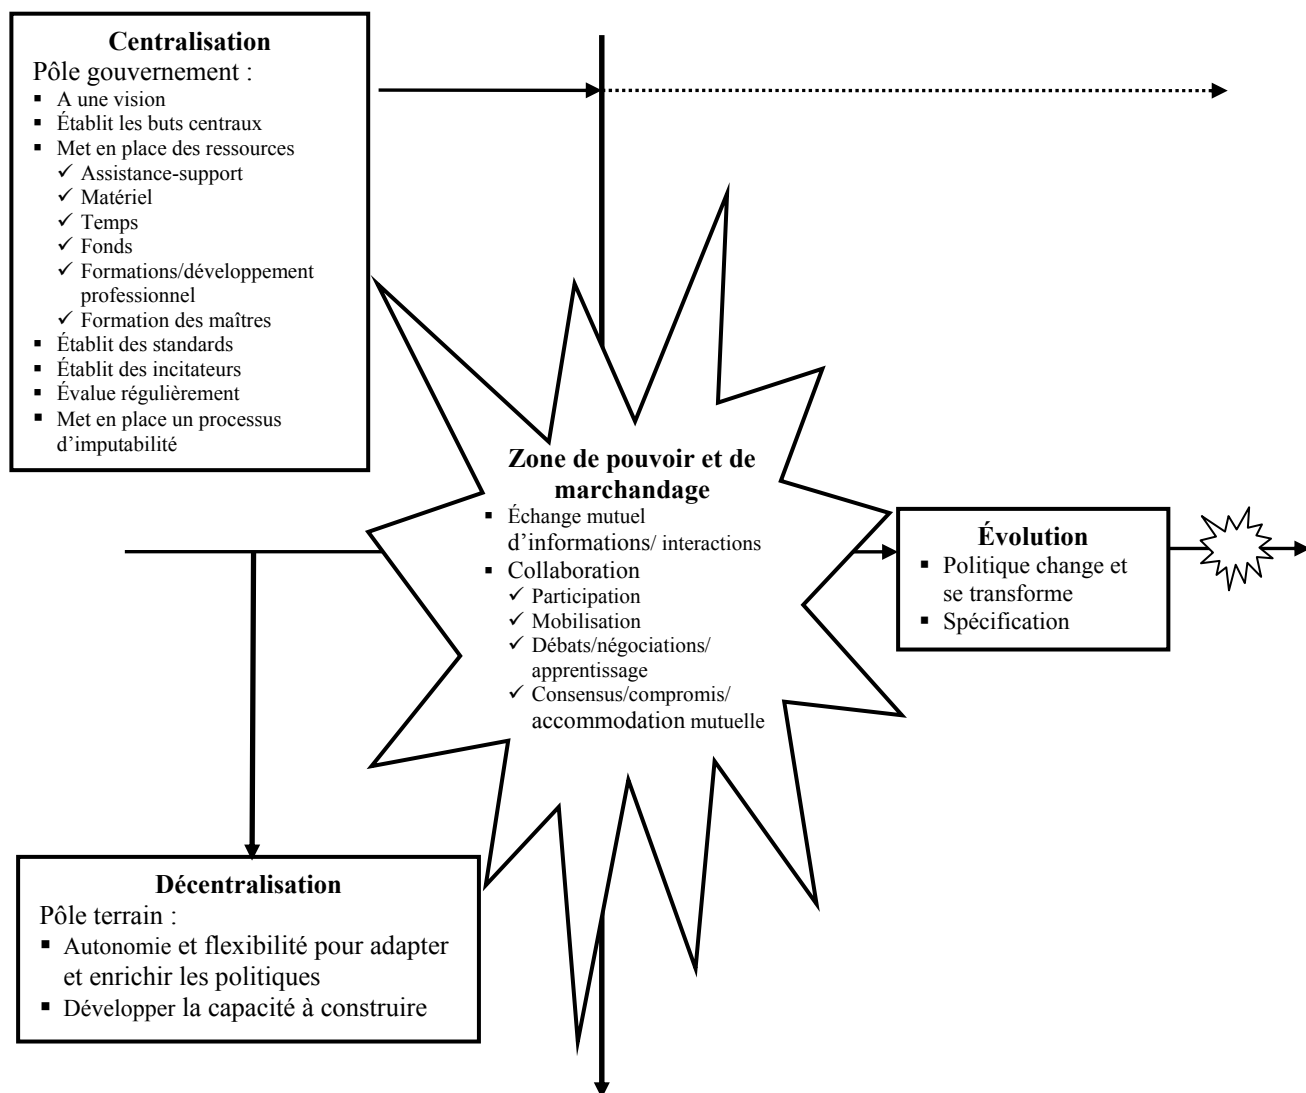 Centralisation
Pôle gouvernement :
▪ A une vision
▪ Établit les buts centraux
▪ Met en place des ressources
✓ Assistance-support
✓ Matériel
✓ Temps
✓ Fonds
✓ Formations/développement
professionnel
✓ Formation des maîtres
▪ Établit des standards
▪ Établit des incitateurs
▪ Évalue régulièrement
▪ Met en place un processus
d’imputabilité
Zone de pouvoir et de
marchandage
▪ Échange mutuel
d’informations/ interactions
▪ Collaboration
✓ Participation
✓ Mobilisation
✓ Débats/négociations/
apprentissage
✓ Consensus/compromis/
accommodation mutuelle
Évolution
▪ Politique change et
se transforme
▪ Spécification
Décentralisation
Pôle terrain :
▪ Autonomie et flexibilité pour adapter
et enrichir les politiques
▪ Développer la capacité à construire